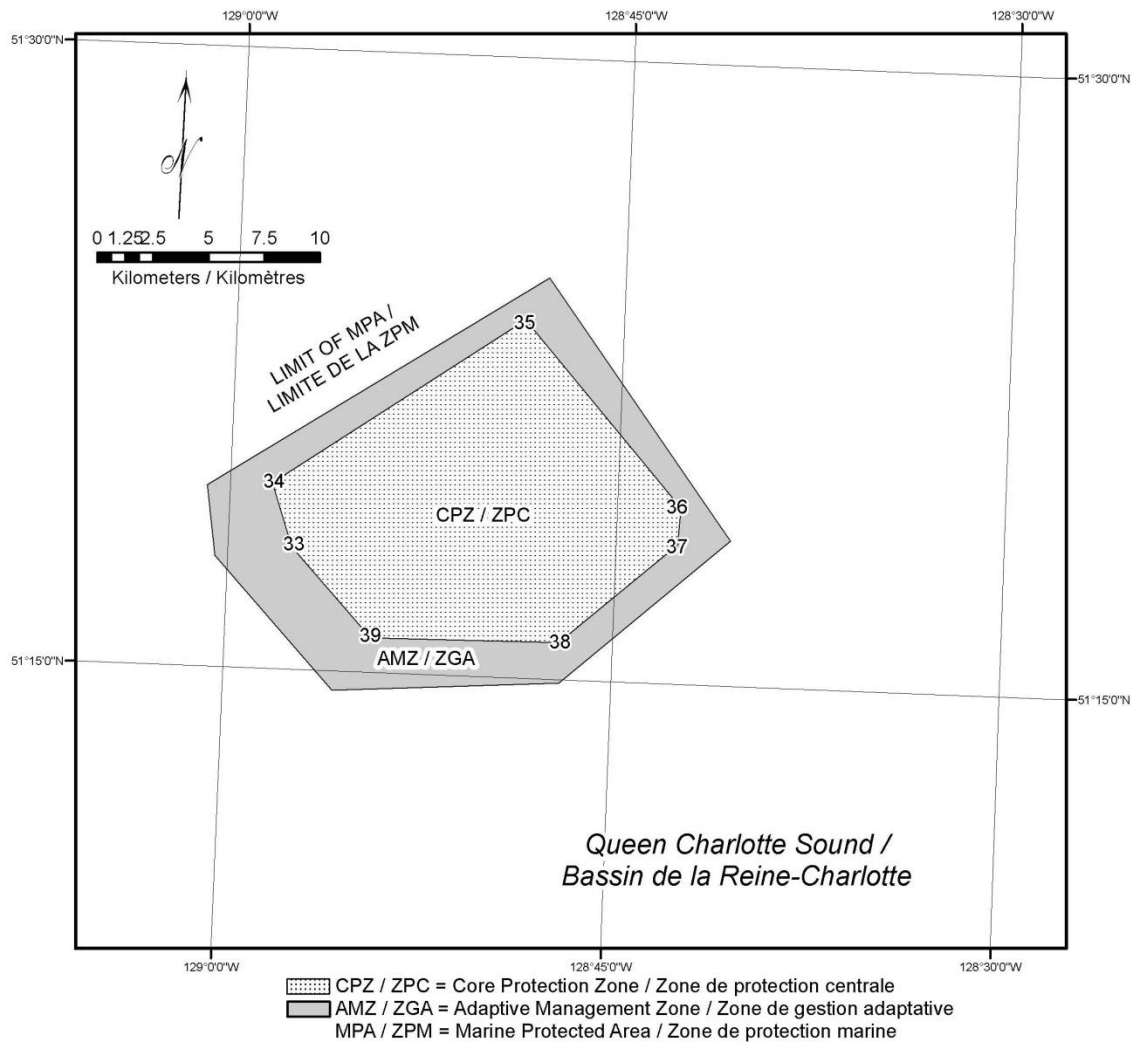 129°0'0"W 128°45'0"W 128°30'0"W
51°30'0"N
51°30'0"N
N
0 1.25 2.5 5 7.5 10
Kilometers / Kilomètres
LIMIT OF MPA /
LIMITE DE LA ZPM
35
34
36
CPZ / ZPC
33
37
39
38
AMZ / ZGA
51°15'0"N
51°15'0"N
Queen Charlotte Sound /
Bassin de la Reine-Charlotte
129°0'0"W 128°45'0"W 128°30'0"W
CPZ / ZPC = Core Protection Zone / Zone de protection centrale
AMZ / ZGA = Adaptive Management Zone / Zone de gestion adaptative
MPA / ZPM = Marine Protected Area / Zone de protection marine